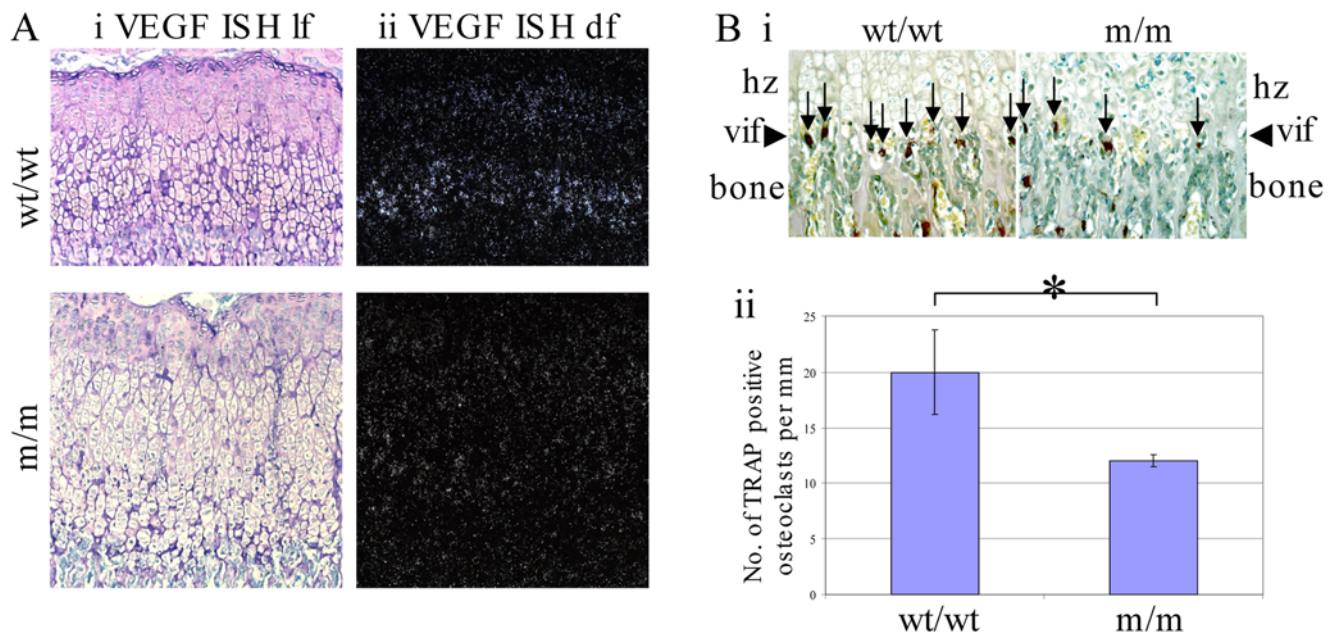 A
i VEGF ISH lf
ii VEGF ISH df
wt/wt
m/m
B i
wt/wt
m/m
hz
vif
bone
hz
vif
bone
ii
*
No. of TRAP positive
osteoclasts per mm
25
20
15
10
5
0
wt/wt
m/m